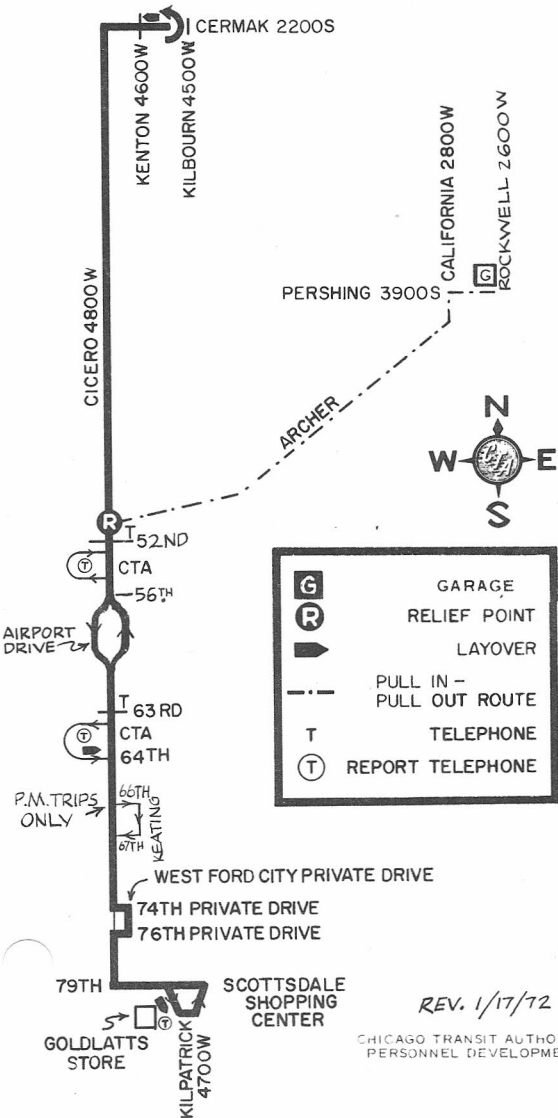 CERMAK 2200S
KENTON 4600W
KILBOURN 4500W
CICERO 4800W
CALIFORNIA 2800W
ROCKWELL 2600W
G
PERSHING 3900S
ARCHER
N
W E
S
CTA
R
T
52ND
T
CTA
56TH
AIRPORT
DRIVE
T
63RD
T
CTA
64TH
P.M. TRIPS
ONLY
66TH
67TH
KEATING
WEST FORD CITY PRIVATE DRIVE
74TH PRIVATE DRIVE
76TH PRIVATE DRIVE
79TH
SCOTTSDALE
SHOPPING
CENTER
GOLDLATTS
STORE
T
KILPATRICK
4700W
G GARAGE
R RELIEF POINT
LAYOVER
PULL IN -
PULL OUT ROUTE
T TELEPHONE
T REPORT TELEPHONE
REV. 1/17/72
CHICAGO TRANSIT AUTHO
PERSONNEL DEVELOPME